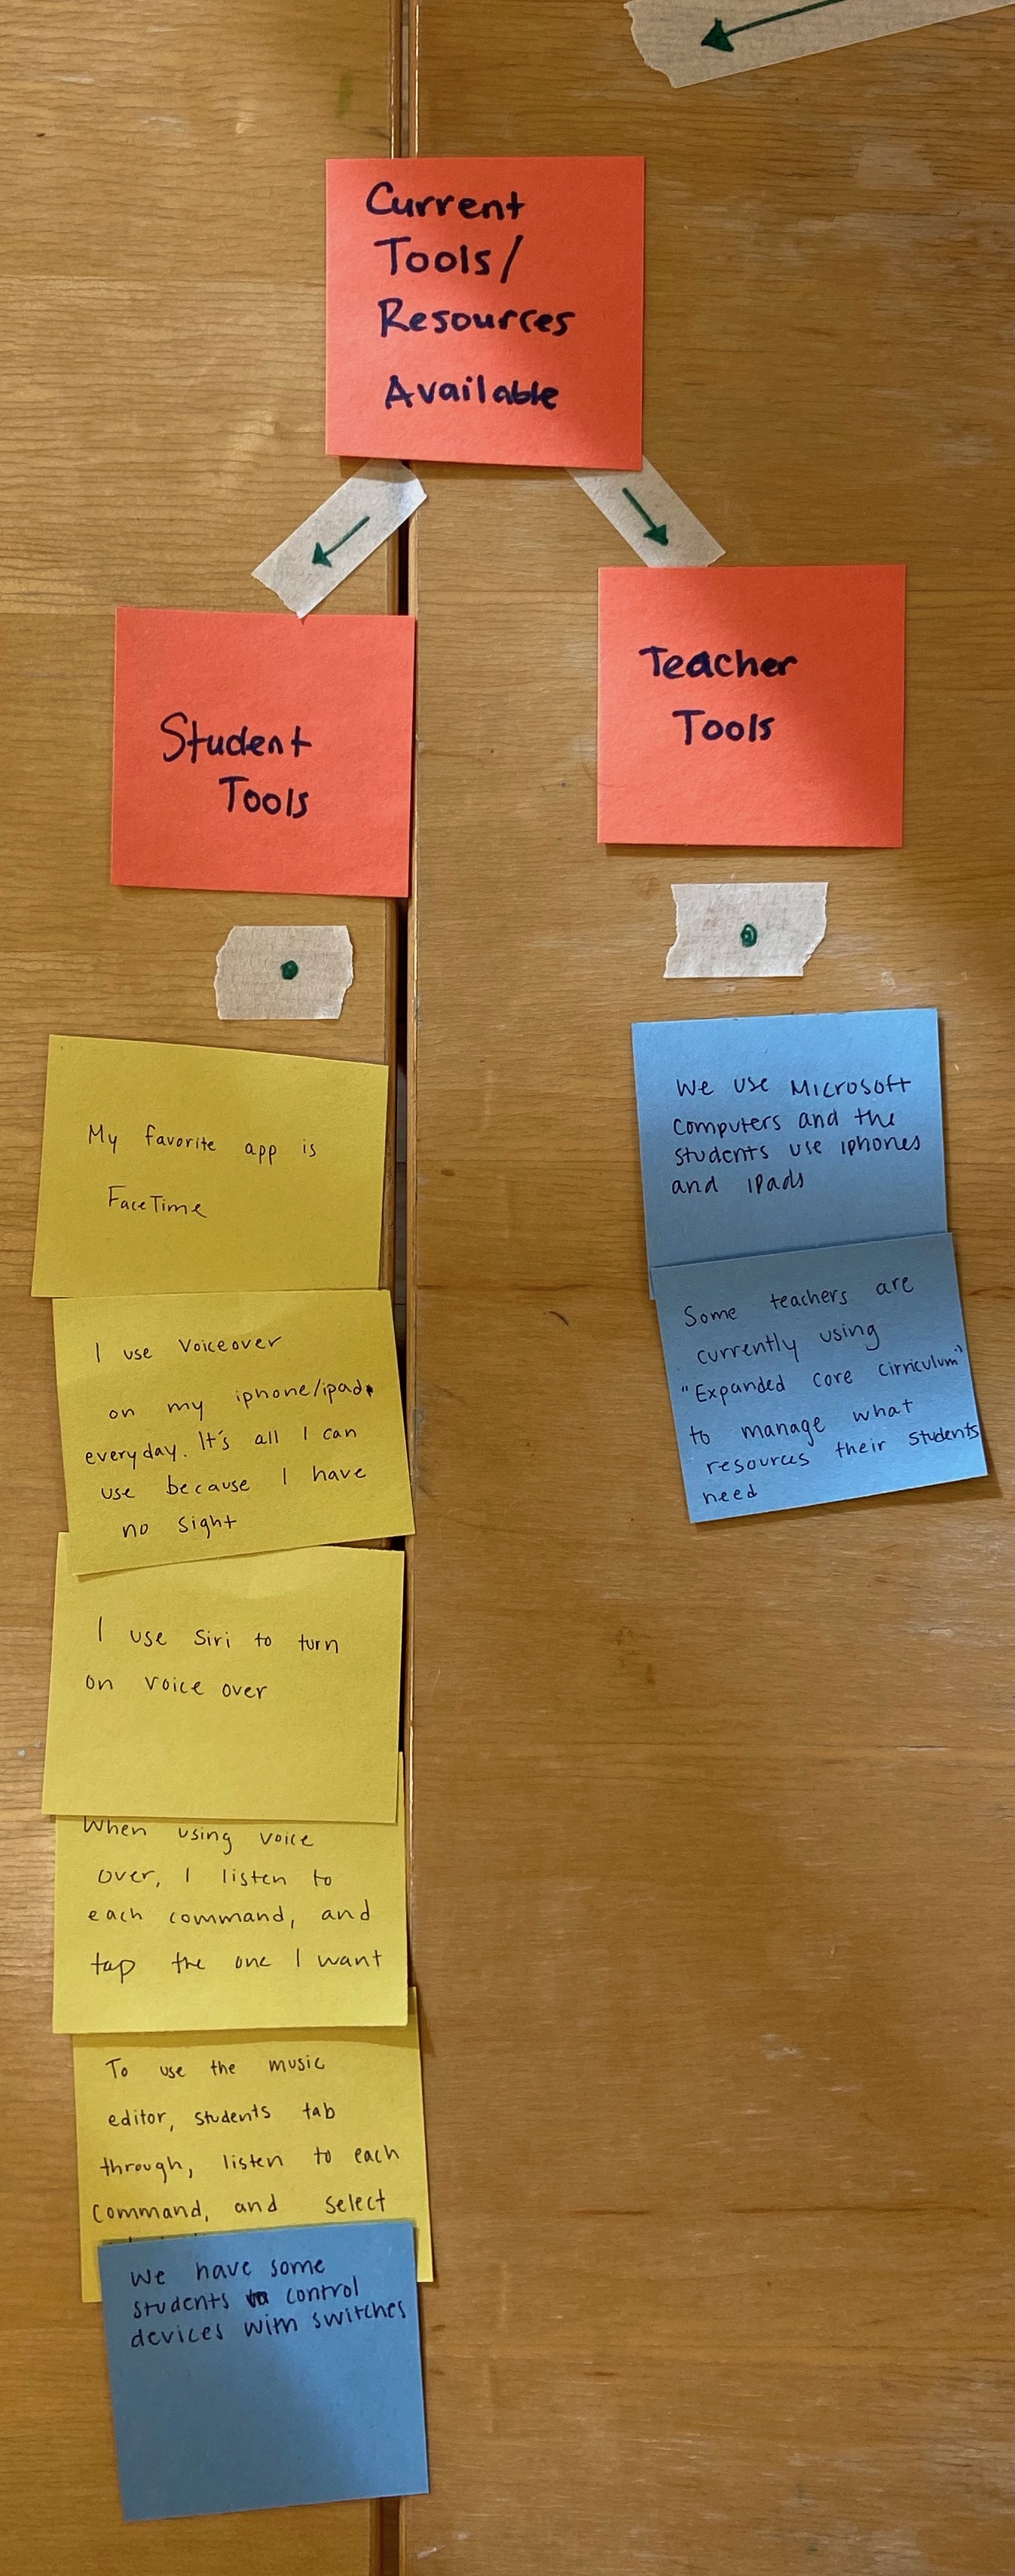 Current
Tools/
Resources
Available
Student
Tools
My favorite app is
FaceTime
I use Voiceover
on my iphone/ipad
everyday. It's all I can
use because I have
no sight
I use Siri to turn
on voice over
When using voice
over, I listen to
each command, and
tap the one I want
To use the music
editor, students tab
through, listen to each
command, and select
We have some
students control
devices with switches
Teacher
Tools
We use Microsoft
computers and the
students use iphones
and ipads
Some teachers are
currently using
"Expanded core cirriculum"
to manage what
resources their students
need